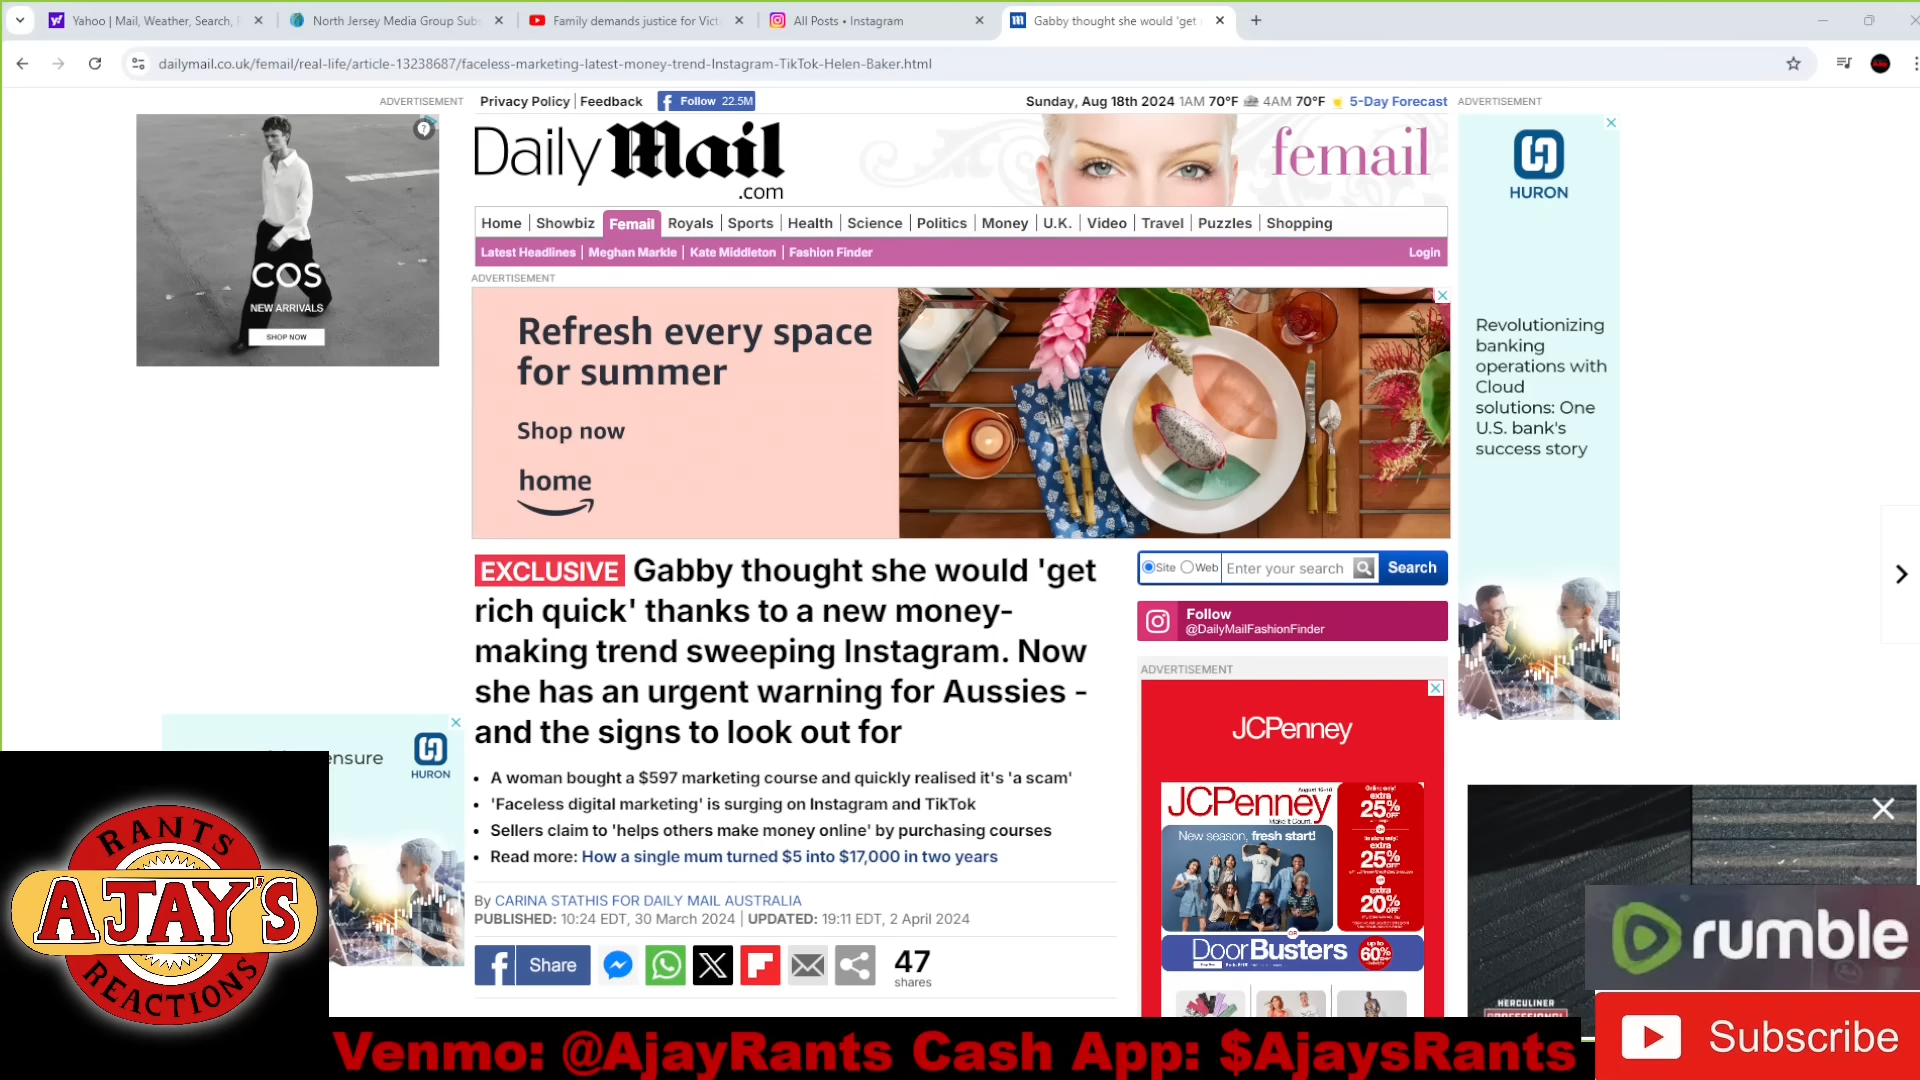 Yahoo | Mail, Weather, Search,
North Jersey Media Group Sub
Family demands justice for Vict
All Posts • Instagram
Gabby thought she would 'get
dailymail.co.uk/femail/real-life/article-13238687/faceless-marketing-latest-money-trend-Instagram-TikTok-Helen-Baker.html
ADVERTISEMENT
Privacy Policy | Feedback
Follow 22.5M
Sunday, Aug 18th 2024 1AM 70°F 4AM 70°F 5-Day Forecast
ADVERTISEMENT
Daily Mail
.com
femail
HURON
Home | Showbiz | Femail | Royals | Sports | Health | Science | Politics | Money | U.K. | Video | Travel | Puzzles | Shopping
Latest Headlines | Meghan Markle | Kate Middleton | Fashion Finder
Login
ADVERTISEMENT
COS
NEW ARRIVALS
SHOP NOW
Refresh every space
for summer
Shop now
home
Revolutionizing
banking
operations with
Cloud
solutions: One
U.S. bank's
success story
EXCLUSIVE Gabby thought she would 'get
rich quick' thanks to a new money-
making trend sweeping Instagram. Now
she has an urgent warning for Aussies -
and the signs to look out for
Site Web Enter your search Search
Follow
@DailyMailFashionFinder
ADVERTISEMENT
JCPenney
• A woman bought a $597 marketing course and quickly realised it's 'a scam'
• 'Faceless digital marketing' is surging on Instagram and TikTok
• Sellers claim to 'helps others make money online' by purchasing courses
• Read more: How a single mum turned $5 into $17,000 in two years
By CARINA STATHIS FOR DAILY MAIL AUSTRALIA
PUBLISHED: 10:24 EDT, 30 March 2024 | UPDATED: 19:11 EDT, 2 April 2024
Share
47
shares
ensure
HURON
JCPenney
New season, fresh start!
extra
25%
extra
25%
extra
20%
DoorBusters
up to
60%
HERCULINER
PROFESSIONAL
RANTS
AJAY'S
REACTIONS
rumble
Subscribe
Venmo: @AjayRants Cash App: $AjaysRants